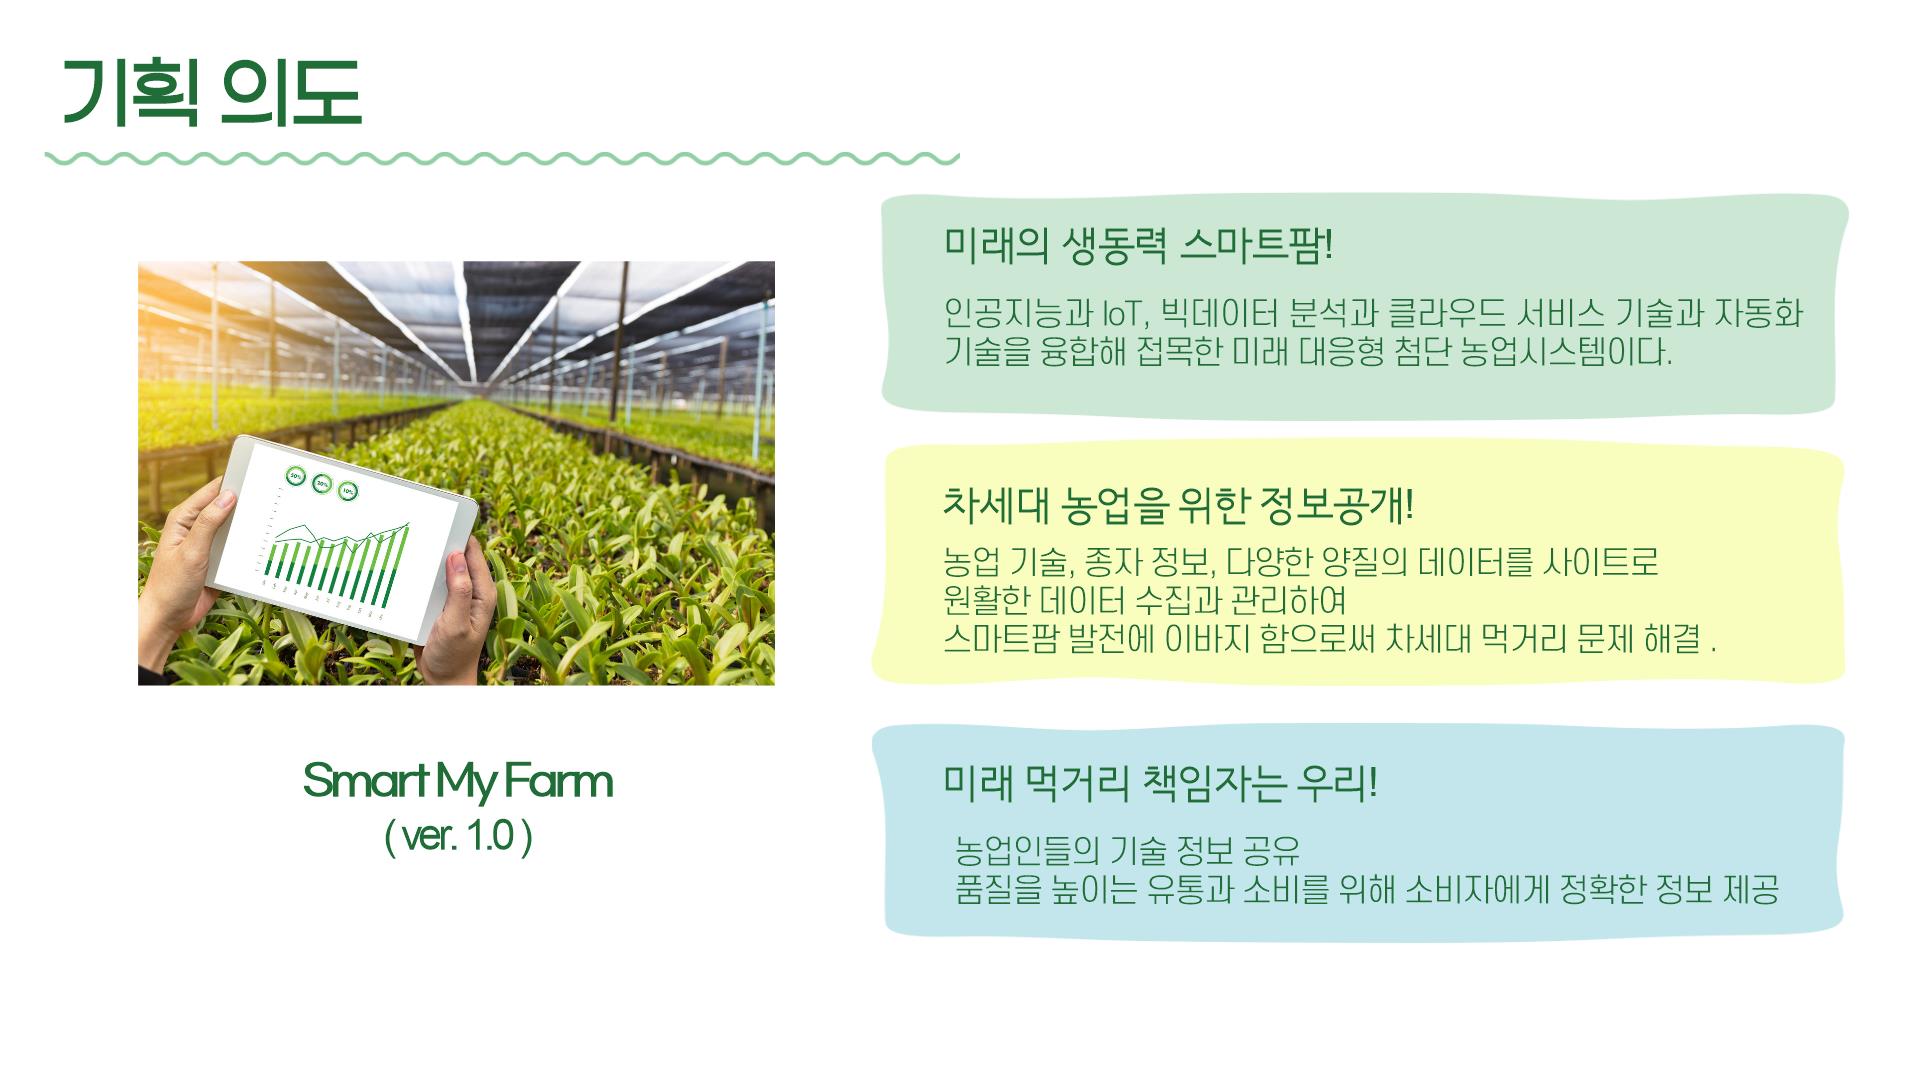 기획 의도
Smart My Farm
( ver. 1.0 )
미래의 생동력 스마트팜!
인공지능과 IoT, 빅데이터 분석과 클라우드 서비스 기술과 자동화
기술을 융합해 접목한 미래 대응형 첨단 농업시스템이다.
차세대 농업을 위한 정보공개!
농업 기술, 종자 정보, 다양한 양질의 데이터를 사이트로
원활한 데이터 수집과 관리하여
스마트팜 발전에 이바지 함으로써 차세대 먹거리 문제 해결 .
미래 먹거리 책임자는 우리!
농업인들의 기술 정보 공유
품질을 높이는 유통과 소비를 위해 소비자에게 정확한 정보 제공